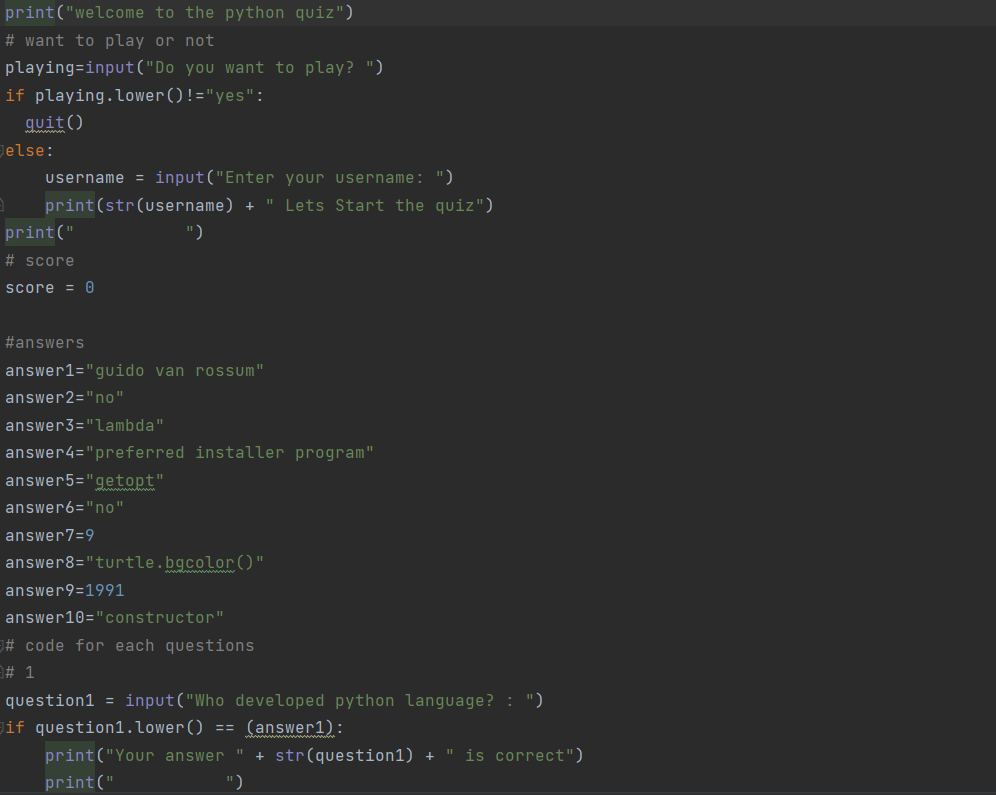 print("welcome to the python quiz")
# want to play or not
playing=input("Do you want to play? ")
if playing.lower()!="yes":
  quit()
else:
    username = input("Enter your username: ")
    print(str(username) + " Lets Start the quiz")
print("           ")
# score
score = 0

#answers
answer1="guido van rossum"
answer2="no"
answer3="lambda"
answer4="preferred installer program"
answer5="getopt"
answer6="no"
answer7=9
answer8="turtle.bgcolor()"
answer9=1991
answer10="constructor"
# code for each questions
# 1
question1 = input("Who developed python language? : ")
if question1.lower() == (answer1):
    print("Your answer " + str(question1) + " is correct")
    print("           ")